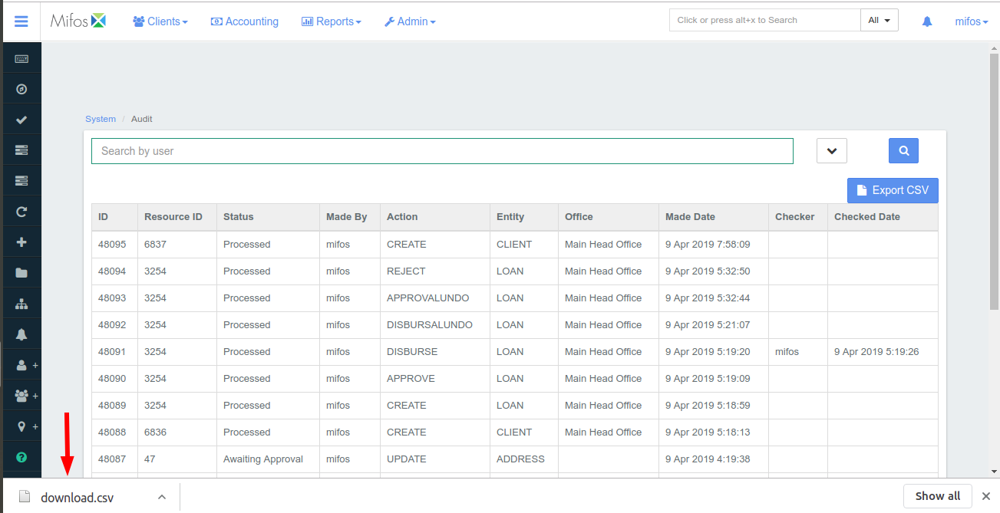 Mifos Clients Accounting Reports Admin Click or press alt+x to Search All mifos
System / Audit
Search by user
Export CSV
ID Resource ID Status Made By Action Entity Office Made Date Checker Checked Date
48095 6837 Processed mifos CREATE CLIENT Main Head Office 9 Apr 2019 7:58:09
48094 3254 Processed mifos REJECT LOAN Main Head Office 9 Apr 2019 5:32:50
48093 3254 Processed mifos APPROVALUNDO LOAN Main Head Office 9 Apr 2019 5:32:44
48092 3254 Processed mifos DISBURSALUNDO LOAN Main Head Office 9 Apr 2019 5:21:07
48091 3254 Processed mifos DISBURSE LOAN Main Head Office 9 Apr 2019 5:19:20 mifos 9 Apr 2019 5:19:26
48090 3254 Processed mifos APPROVE LOAN Main Head Office 9 Apr 2019 5:19:09
48089 3254 Processed mifos CREATE LOAN Main Head Office 9 Apr 2019 5:18:59
48088 6836 Processed mifos CREATE CLIENT Main Head Office 9 Apr 2019 5:18:13
48087 47 Awaiting Approval mifos UPDATE ADDRESS 9 Apr 2019 4:19:38
download.csv Show all